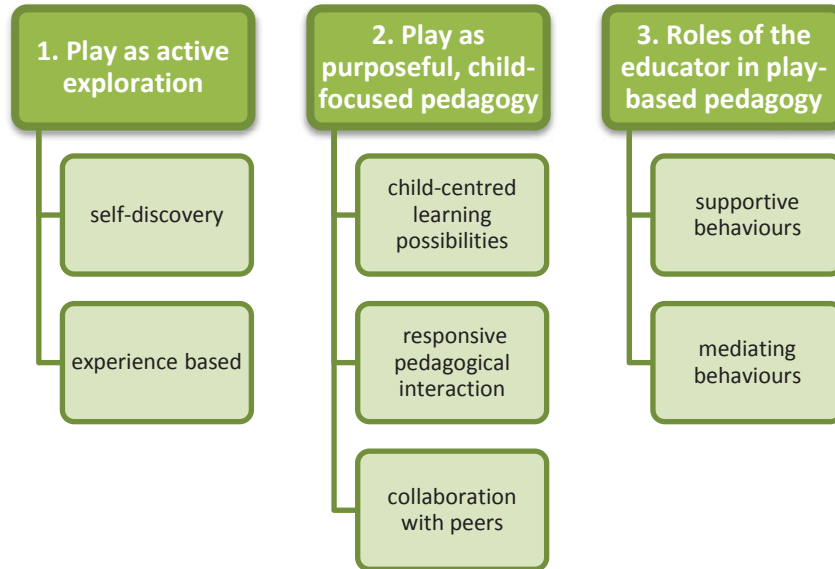 1. Play as active
exploration
self-discovery
experience based
2. Play as
purposeful, child-
focused pedagogy
child-centred
learning
possibilities
responsive
pedagogical
interaction
collaboration
with peers
3. Roles of the
educator in play-
based pedagogy
supportive
behaviours
mediating
behaviours